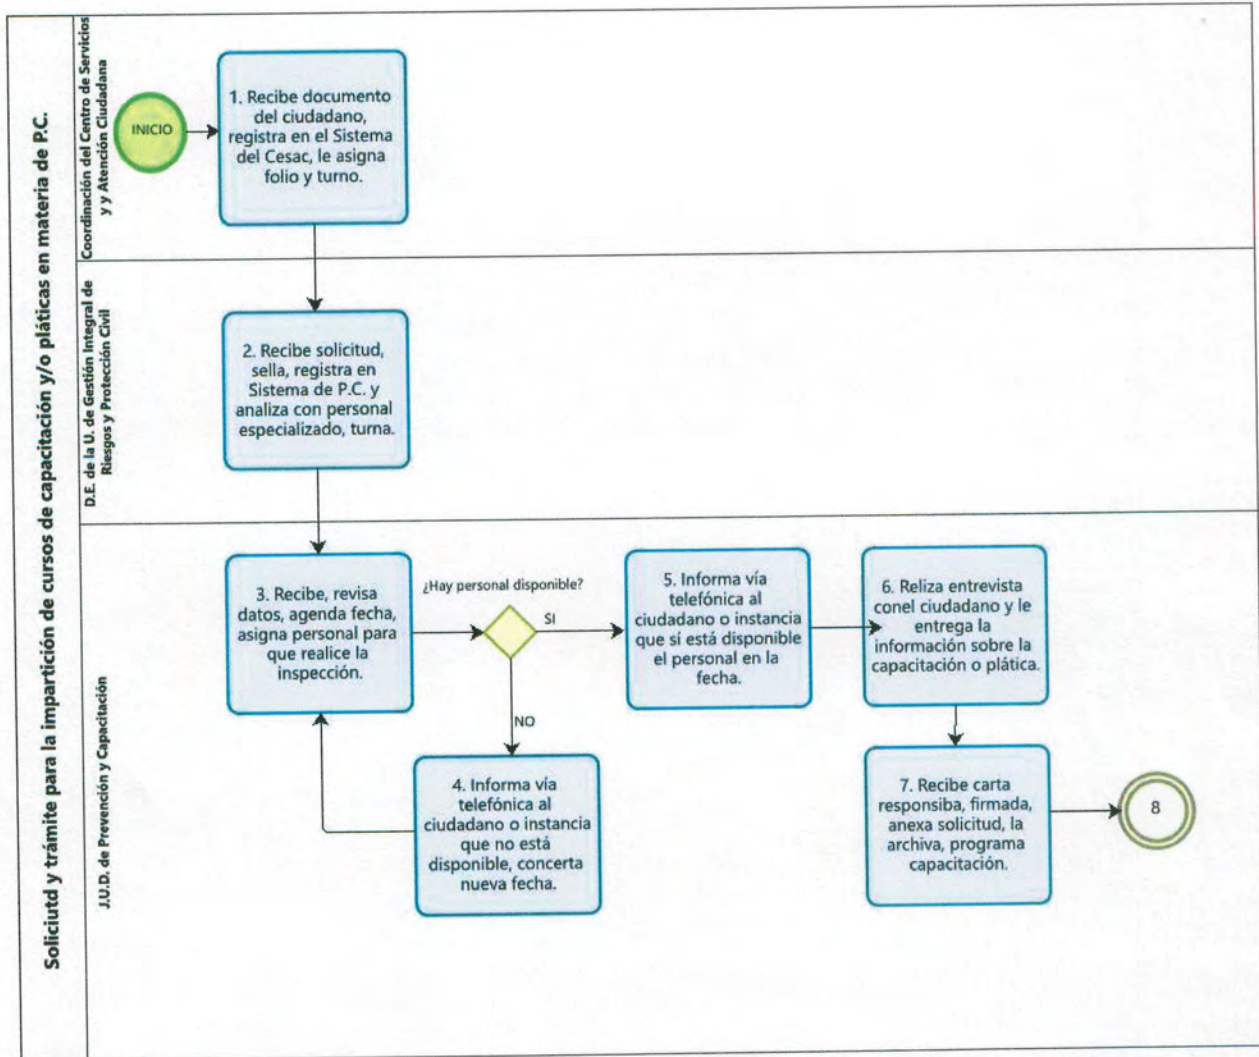 Soliciutd y trámite para la impartición de cursos de capacitación y/o pláticas en materia de P.C.
Coordinación del Centro de Servicios
y y Atención Ciudadana
INICIO
1. Recibe documento
del ciudadano,
registra en el Sistema
del Cesac, le asigna
folio y turno.
D.E. de la U. de Gestión Integral de
Riesgos y Protección Civil
2. Recibe solicitud,
sella, registra en
Sistema de P.C. y
analiza con personal
especializado, turna.
J.U.D. de Prevención y Capacitación
3. Recibe, revisa
datos, agenda fecha,
asigna personal para
que realice la
inspección.
¿Hay personal disponible?
SI
NO
4. Informa vía
telefónica al
ciudadano o instancia
que no está
disponible, concerta
nueva fecha.
5. Informa vía
telefónica al
ciudadano o instancia
que sí está disponible
el personal en la
fecha.
6. Reliza entrevista
conel ciudadano y le
entrega la
información sobre la
capacitación o plática.
7. Recibe carta
responsiba, firmada,
anexa solicitud, la
archiva, programa
capacitación.
8